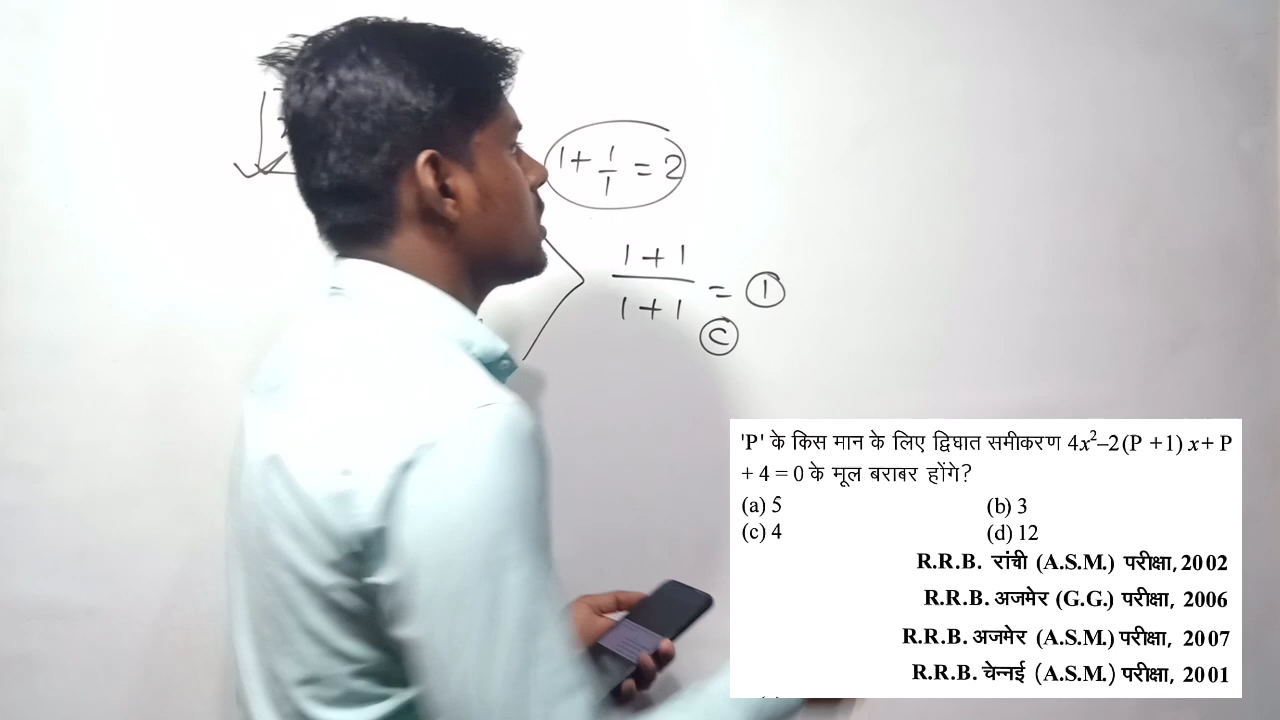 1 + 1/1 = 2
1 + 1
1 + 1
= 1
C
'P' के किस मान के लिए द्विघात समीकरण 4x²–2(P +1) x+ P
+ 4 = 0 के मूल बराबर होंगे?
(a) 5 (b) 3
(c) 4 (d) 12
R.R.B. रांची (A.S.M.) परीक्षा, 2002
R.R.B. अजमेर (G.G.) परीक्षा, 2006
R.R.B. अजमेर (A.S.M.) परीक्षा, 2007
R.R.B. चेन्नई (A.S.M.) परीक्षा, 2001